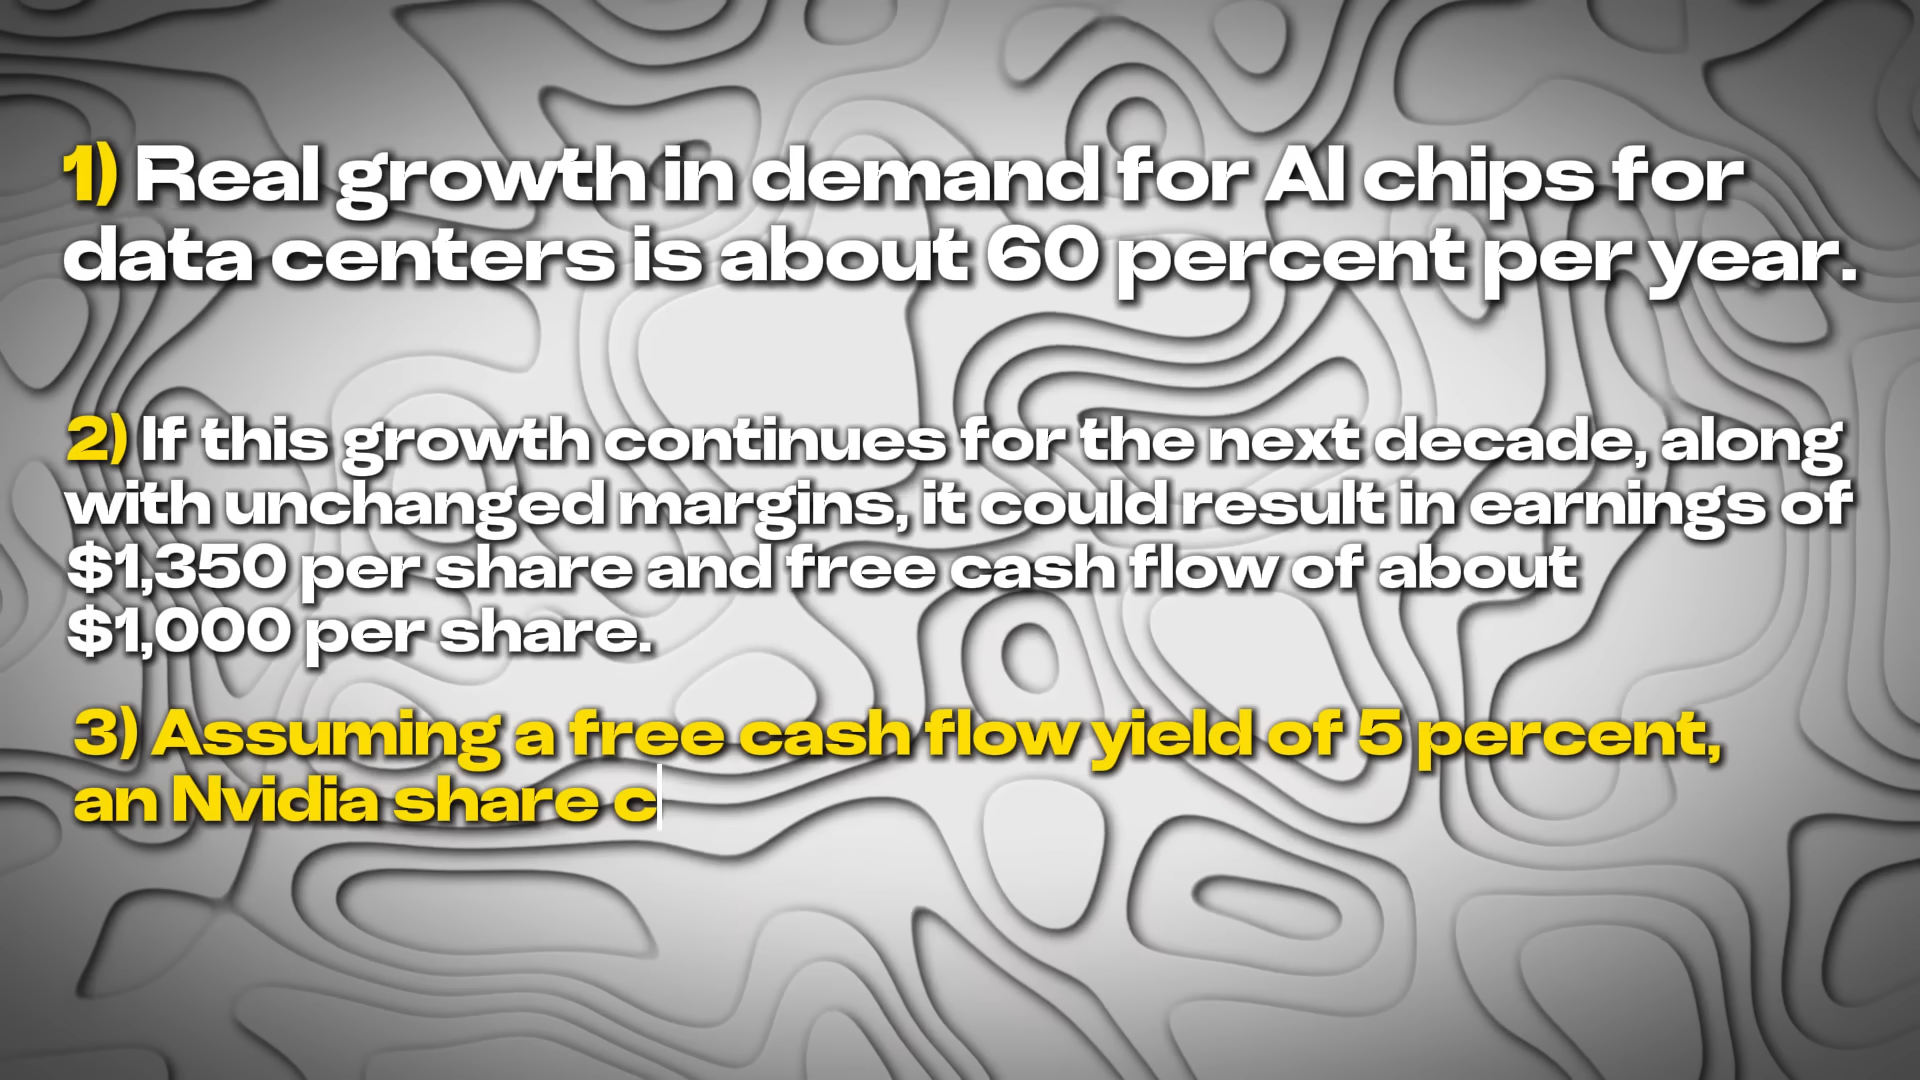 1) Real growth in demand for AI chips for
data centers is about 60 percent per year.
2) If this growth continues for the next decade, along
with unchanged margins, it could result in earnings of
$1,350 per share and free cash flow of about
$1,000 per share.
3) Assuming a free cash flow yield of 5 percent,
an Nvidia share c